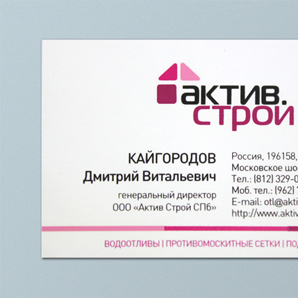 актив.
строй
КАЙГОРОДОВ
Дмитрий Витальевич
генеральный директор
ООО «Актив Строй СПб»
Россия, 196158,
Московское шо
Тел.: (812) 329-0
Моб. тел.: (962)
E-mail: otl@akti
http://www.aktiv
ВОДООТЛИВЫ | ПРОТИВОМОСКИТНЫЕ СЕТКИ | ПО